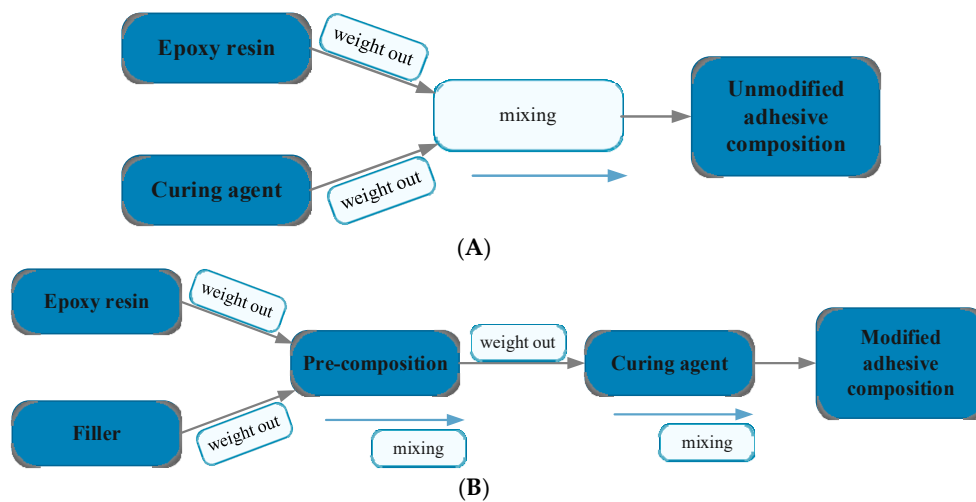 Epoxy resin
weight out
mixing
Unmodified
adhesive
composition
Curing agent
weight out
(A)
Epoxy resin
weight out
Pre-composition
weight out
Curing agent
Modified
adhesive
composition
Filler
weight out
mixing
mixing
(B)